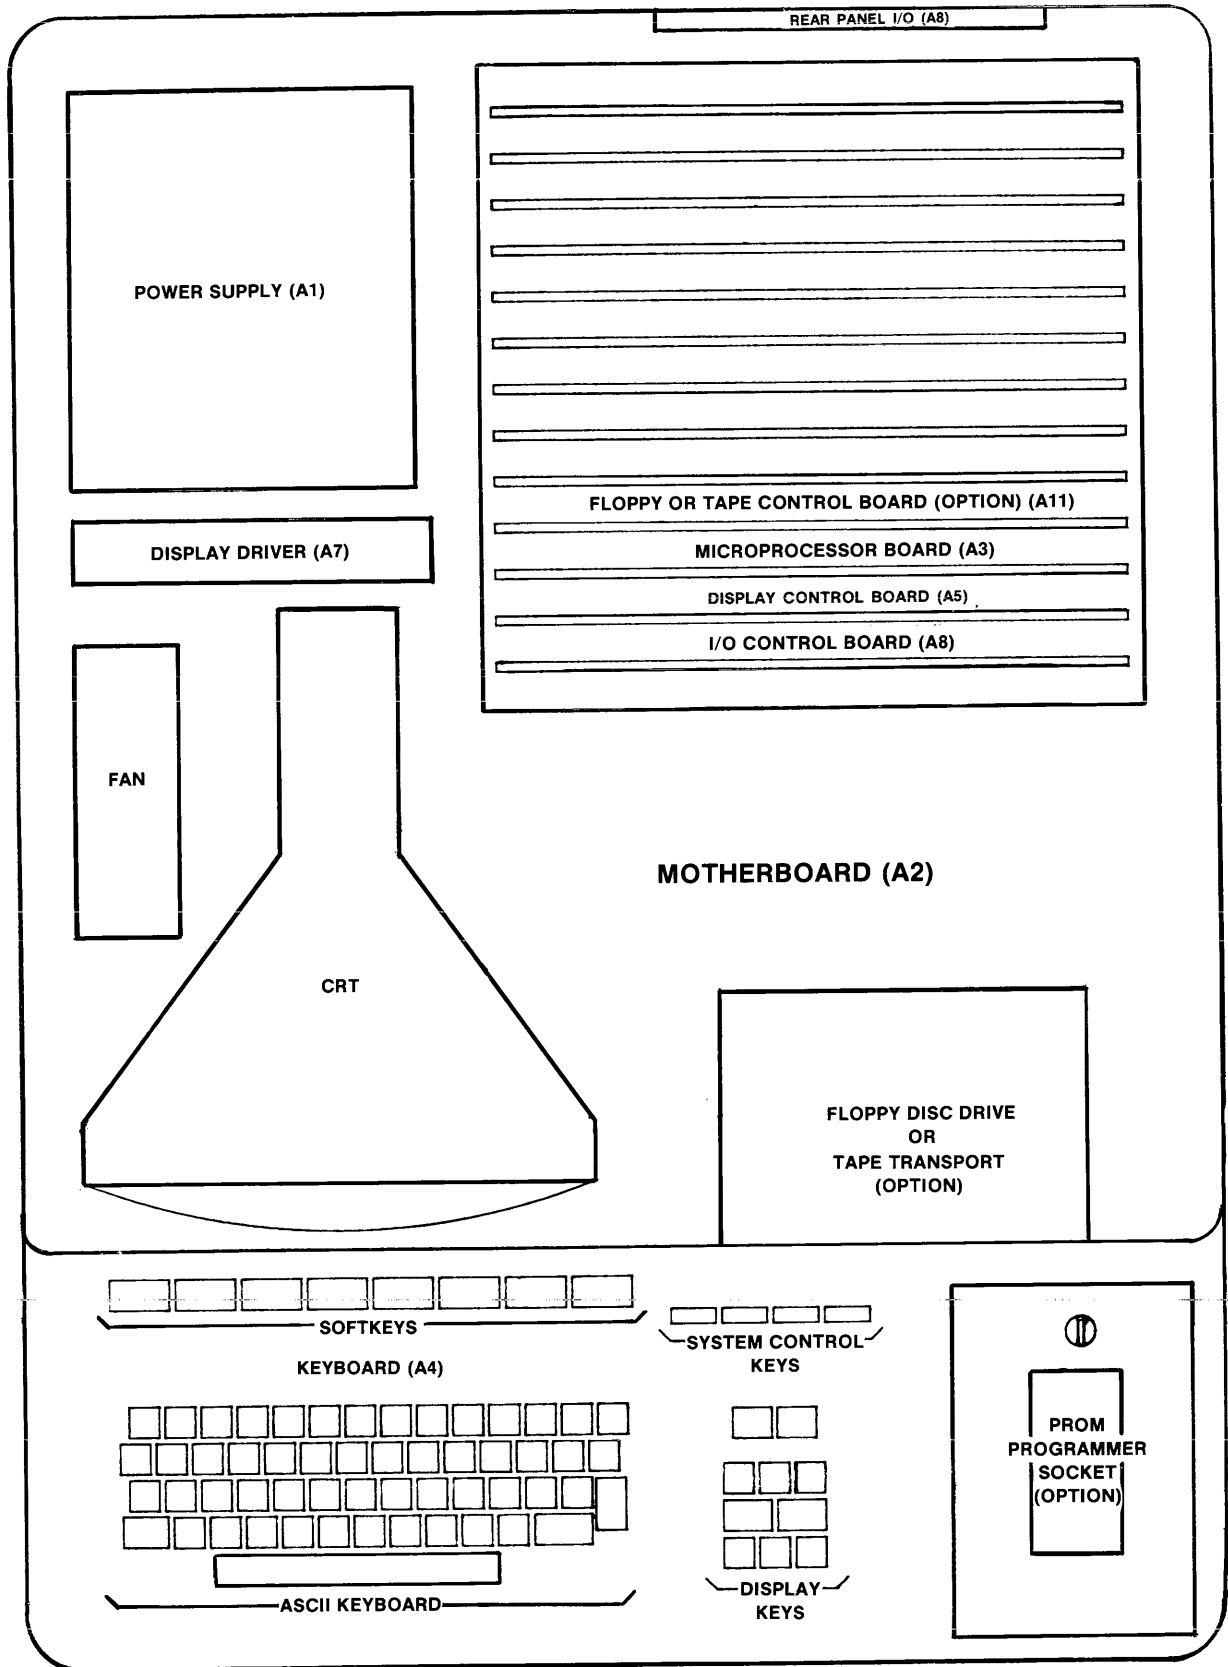 REAR PANEL I/O (A8)
POWER SUPPLY (A1)
FLOPPY OR TAPE CONTROL BOARD (OPTION) (A11)
MICROPROCESSOR BOARD (A3)
DISPLAY CONTROL BOARD (A5)
I/O CONTROL BOARD (A8)
DISPLAY DRIVER (A7)
FAN
MOTHERBOARD (A2)
CRT
FLOPPY DISC DRIVE
OR
TAPE TRANSPORT
(OPTION)
SOFTKEYS
SYSTEM CONTROL
KEYS
KEYBOARD (A4)
PROM
PROGRAMMER
SOCKET
(OPTION)
ASCII KEYBOARD
DISPLAY
KEYS